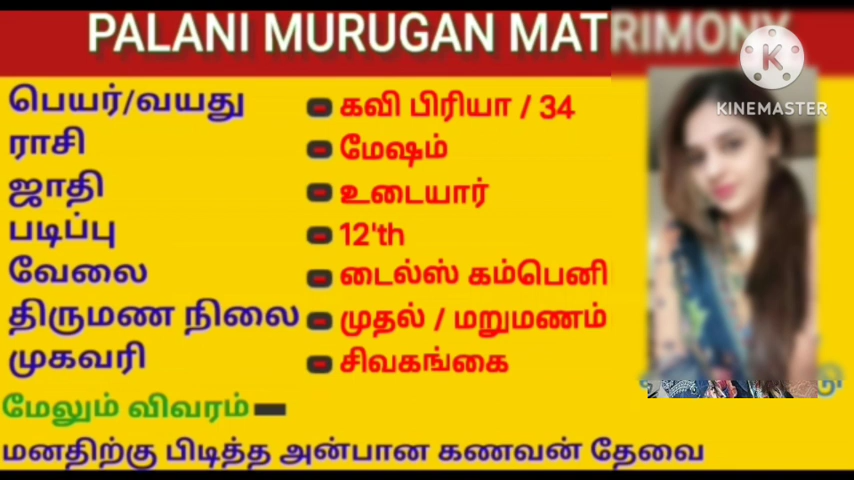 PALANI MURUGAN MATRIMONY
KINEMASTER
பெயர்/வயது - கவி பிரியா / 34
ராசி - மேஷம்
ஜாதி - உடையார்
படிப்பு - 12'th
வேலை - டைல்ஸ் கம்பெனி
திருமண நிலை - முதல் / மறுமணம்
முகவரி - சிவகங்கை
மேலும் விவரம் -
மனதிற்கு பிடித்த அன்பான கணவன் தேவை